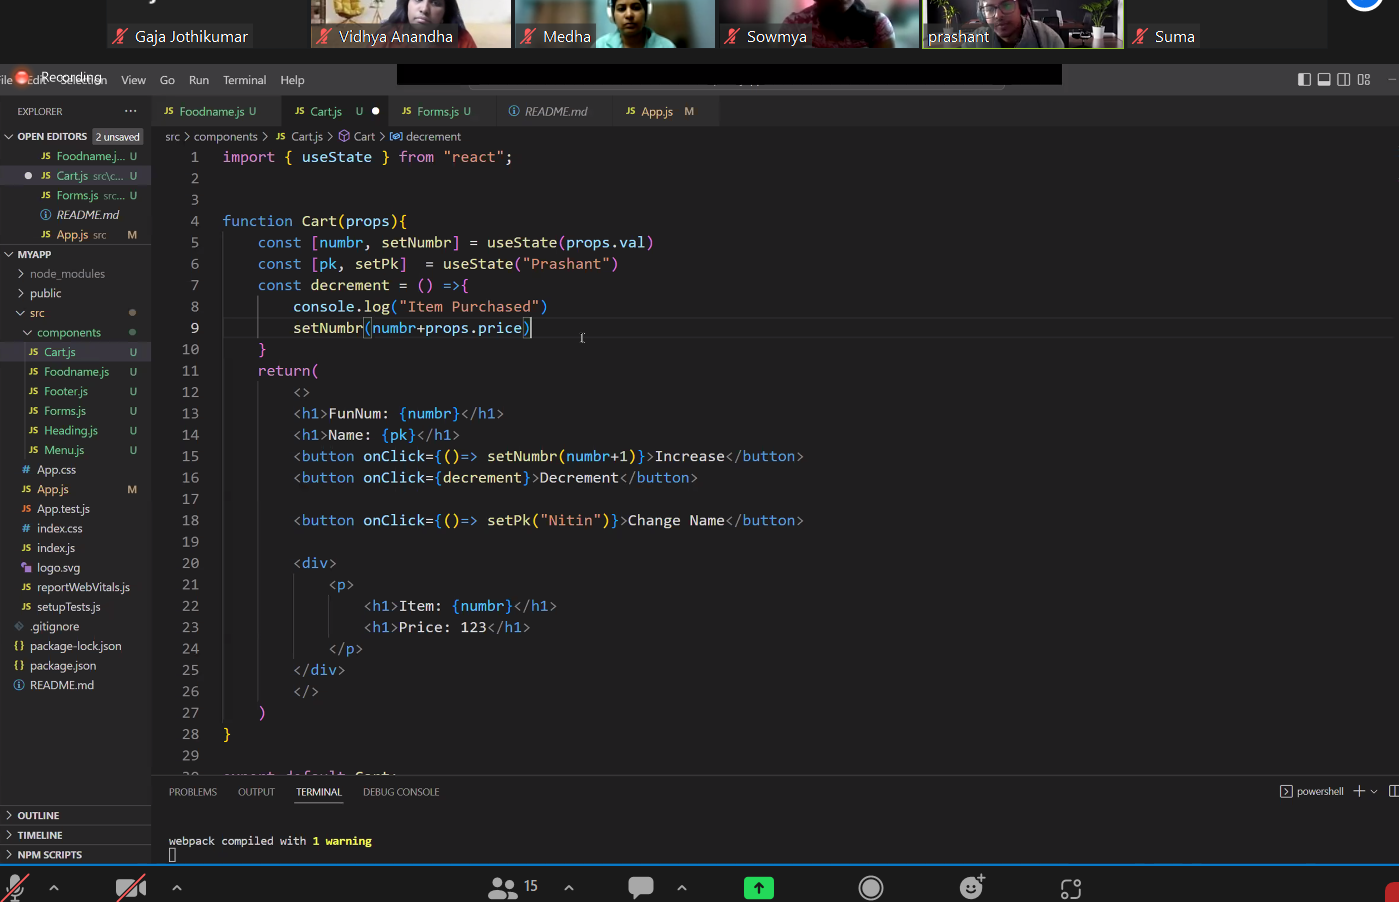 Gaja Jothikumar
Vidhya Anandha
Medha
Sowmya
prashant
Suma
Recording
ile Edit Selection View Go Run Terminal Help
EXPLORER ···
JS Foodname.js U
JS Cart.js U
JS Forms.js U
README.md
JS App.js M
OPEN EDITORS 2 unsaved
src > components > JS Cart.js > Cart > decrement
JS Foodname.j... U
JS Cart.js src\c... U
JS Forms.js src... U
README.md
JS App.js src M
MYAPP
node_modules
public
src
components
JS Cart.js U
JS Foodname.js U
JS Footer.js U
JS Forms.js U
JS Heading.js U
JS Menu.js U
# App.css
JS App.js M
JS App.test.js
# index.css
JS index.js
logo.svg
JS reportWebVitals.js
JS setupTests.js
.gitignore
{} package-lock.json
{} package.json
README.md
OUTLINE
TIMELINE
NPM SCRIPTS
1 import { useState } from "react";
2
3
4 function Cart(props){
5 const [numbr, setNumbr] = useState(props.val)
6 const [pk, setPk]  = useState("Prashant")
7 const decrement = () =>{
8 console.log("Item Purchased")
9 setNumbr(numbr+props.price)
10 }
11 return(
12 <>
13 <h1>FunNum: {numbr}</h1>
14 <h1>Name: {pk}</h1>
15 <button onClick={()=> setNumbr(numbr+1)}>Increase</button>
16 <button onClick={decrement}>Decrement</button>
17
18 <button onClick={()=> setPk("Nitin")}>Change Name</button>
19
20 <div>
21 <p>
22 <h1>Item: {numbr}</h1>
23 <h1>Price: 123</h1>
24 </p>
25 </div>
26 </>
27 )
28 }
29
30 export default Cart;
PROBLEMS OUTPUT TERMINAL DEBUG CONSOLE
powershell
webpack compiled with 1 warning
15